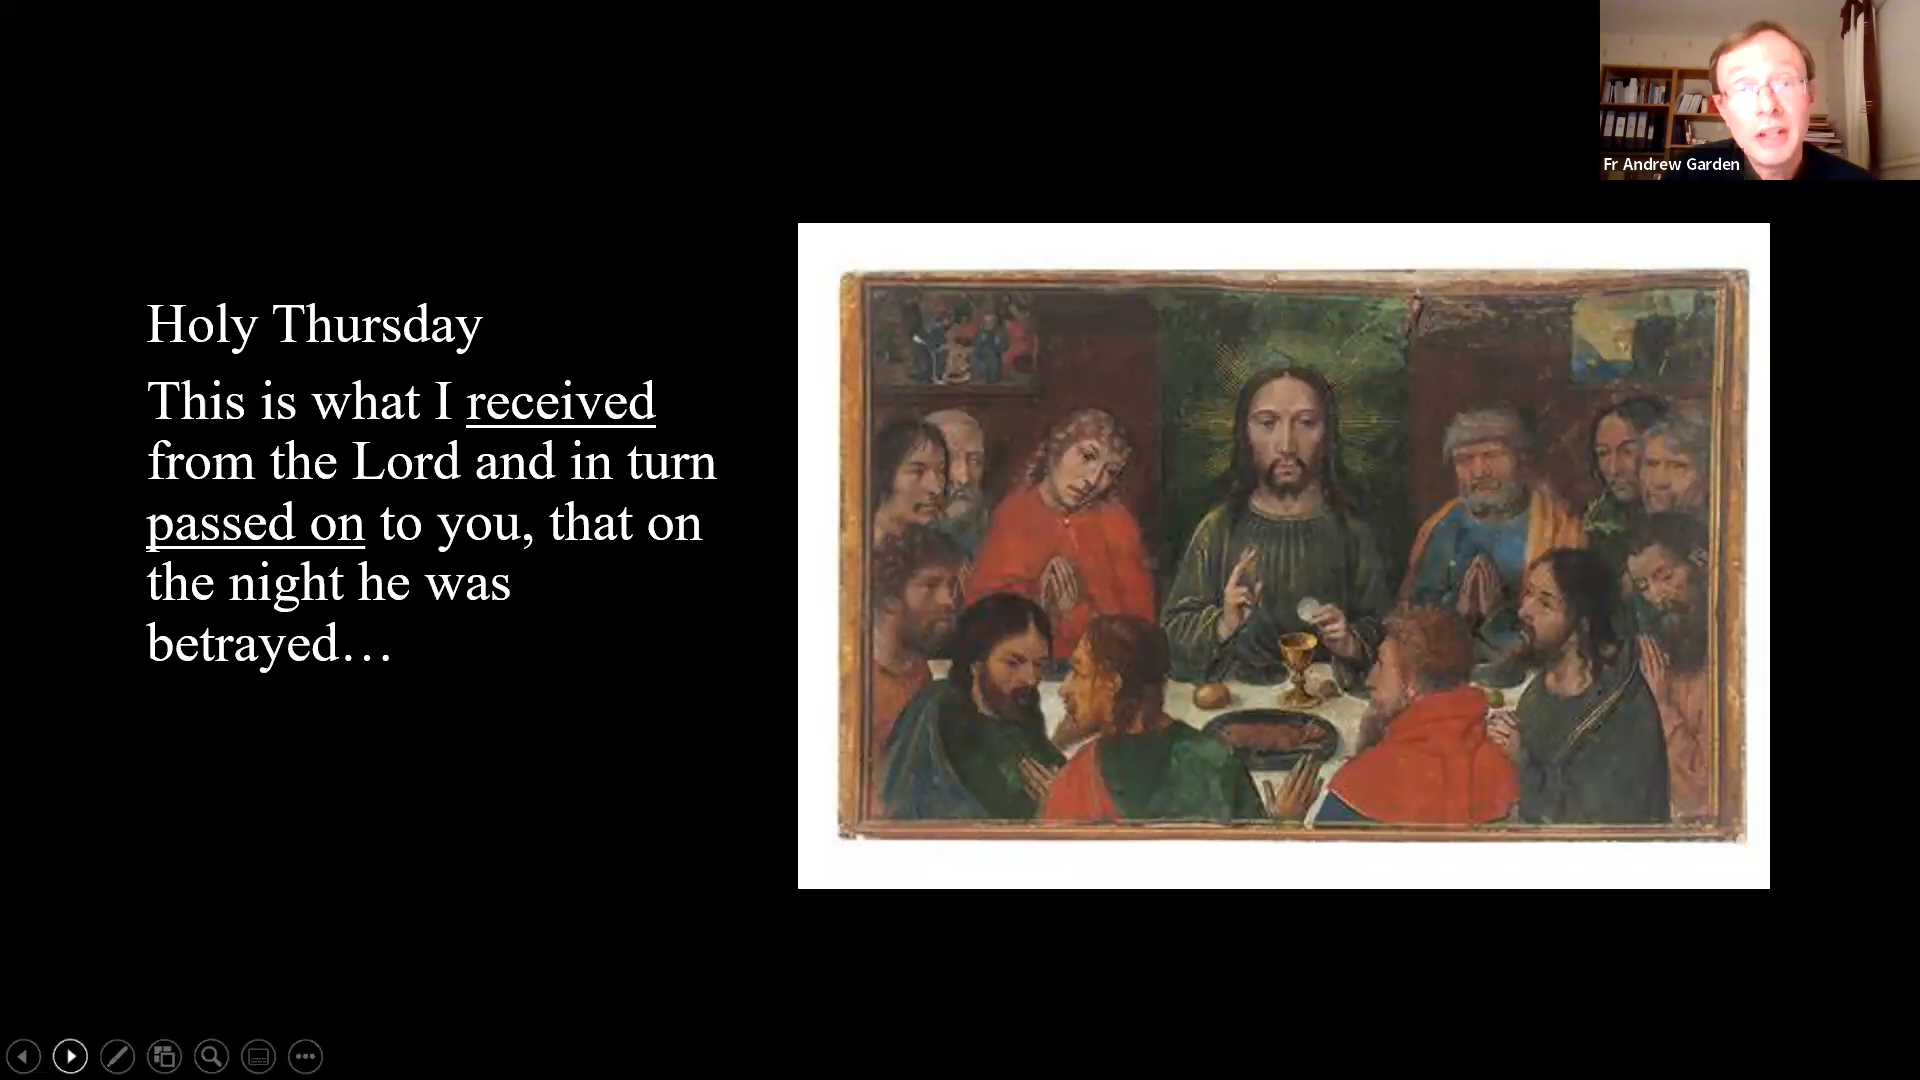 Fr Andrew Garden
Holy Thursday
This is what I received
from the Lord and in turn
passed on to you, that on
the night he was
betrayed…